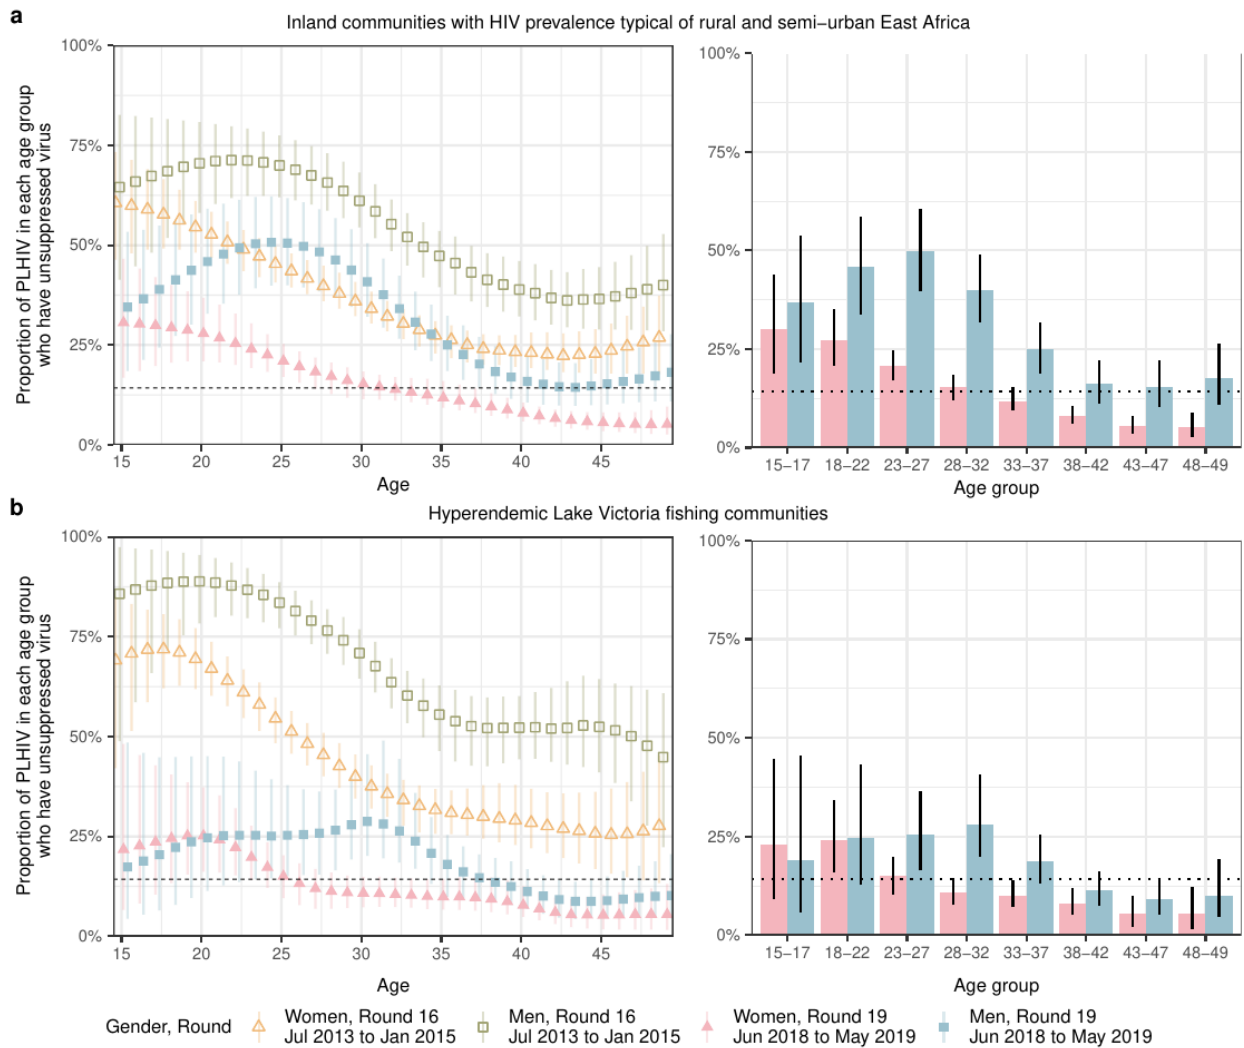 a
Inland communities with HIV prevalence typical of rural and semi−urban East Africa
Proportion of PLHIV in each age group
who have unsuppressed virus
100%
75%
50%
25%
0%
15 20 25 30 35 40 45
Age
75%
50%
25%
0%
100%
15−17 18−22 23−27 28−32 33−37 38−42 43−47 48−49
Age group
b
Hyperendemic Lake Victoria fishing communities
Proportion of PLHIV in each age group
who have unsuppressed virus
100%
75%
50%
25%
0%
15 20 25 30 35 40 45
Age
100%
75%
50%
25%
0%
15−17 18−22 23−27 28−32 33−37 38−42 43−47 48−49
Age group
Gender, Round
Women, Round 16
Jul 2013 to Jan 2015
Men, Round 16
Jul 2013 to Jan 2015
Women, Round 19
Jun 2018 to May 2019
Men, Round 19
Jun 2018 to May 2019